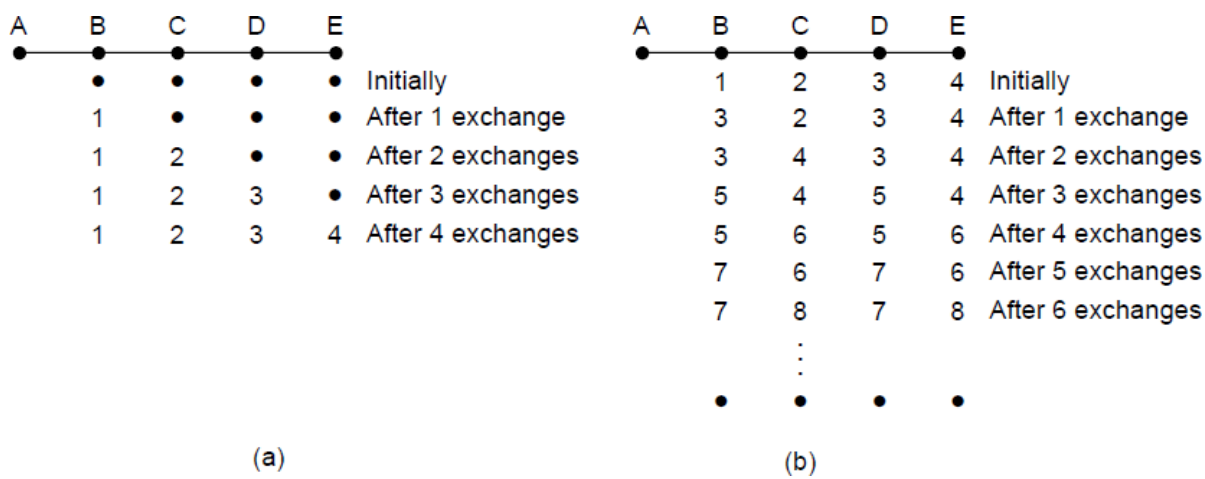 A B C D E
• • • • Initially
1 • • • After 1 exchange
1 2 • • After 2 exchanges
1 2 3 • After 3 exchanges
1 2 3 4 After 4 exchanges
(a)
A B C D E
1 2 3 4 Initially
3 2 3 4 After 1 exchange
3 4 3 4 After 2 exchanges
5 4 5 4 After 3 exchanges
5 6 5 6 After 4 exchanges
7 6 7 6 After 5 exchanges
7 8 7 8 After 6 exchanges
⋮
• • • •
(b)